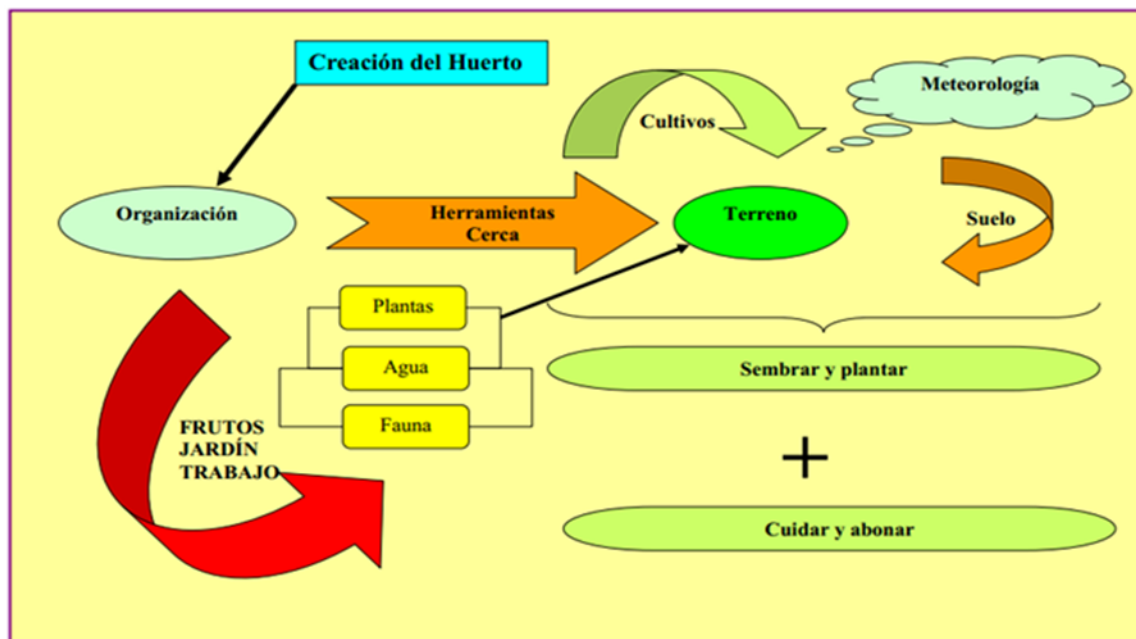 Creación del Huerto
Meteorología
Cultivos
Organización
Herramientas
Cerca
Terreno
Suelo
Plantas
Agua
Fauna
Sembrar y plantar
FRUTOS
JARDÍN
TRABAJO
+
Cuidar y abonar